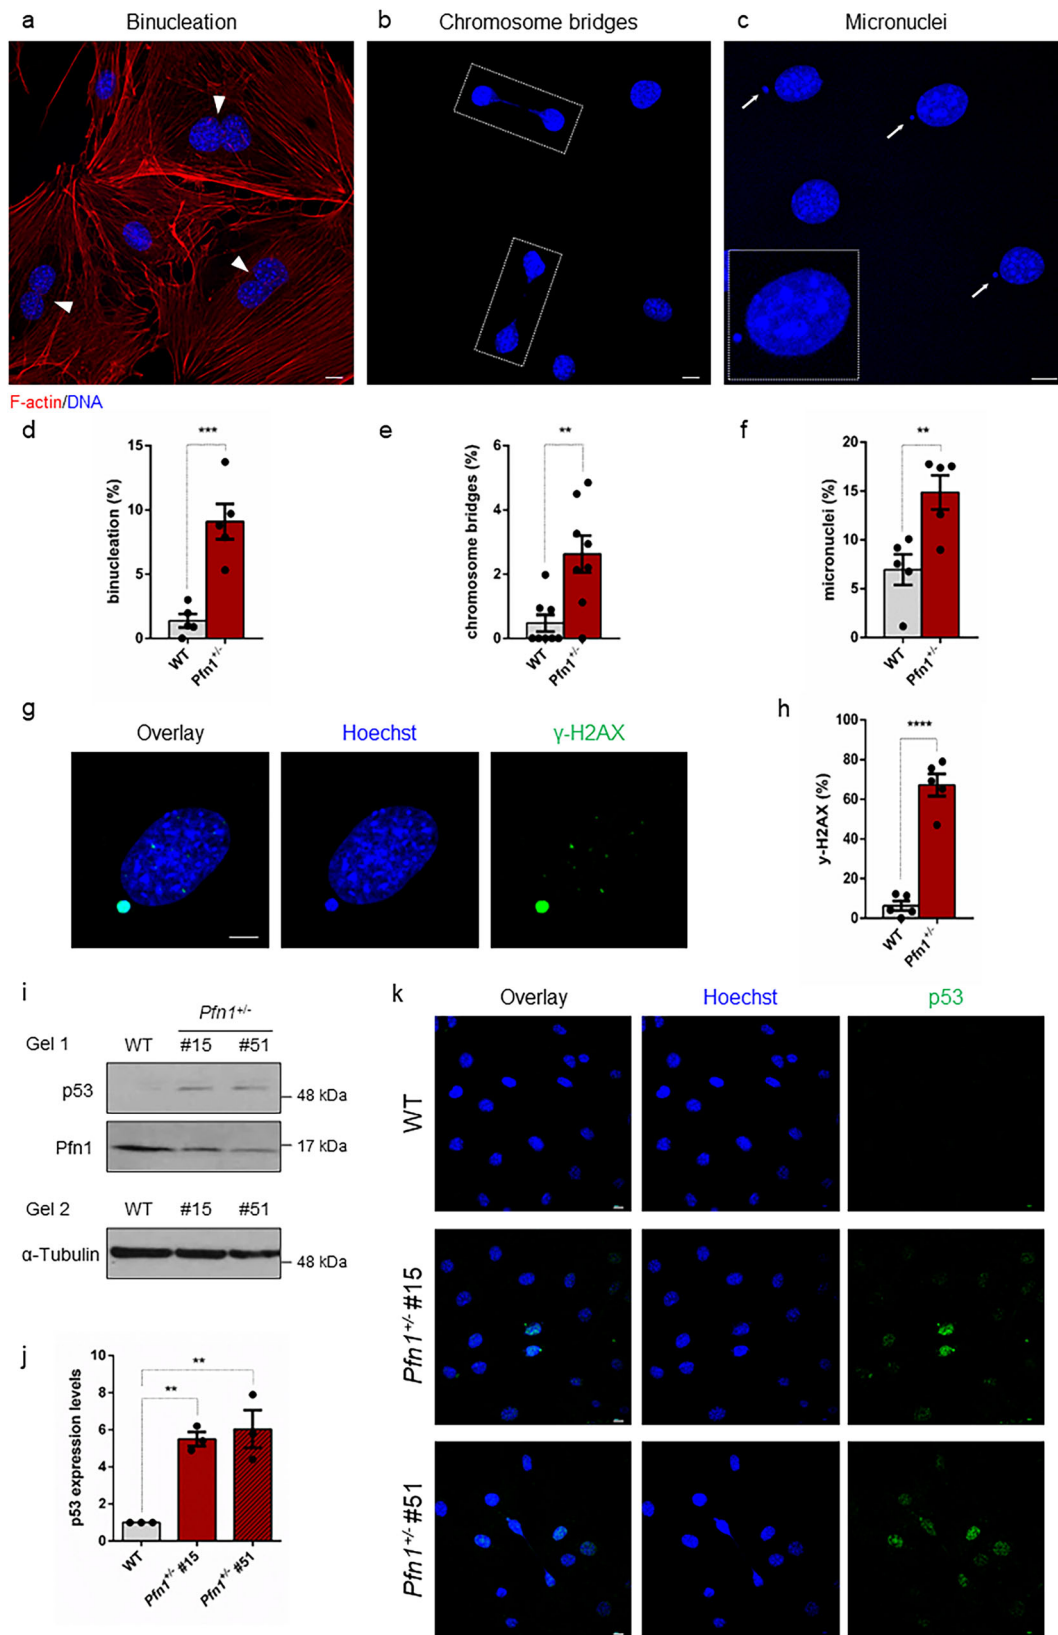 a Binucleation
b Chromosome bridges
c Micronuclei
F-actin/DNA
d
binucleation (%)
15
10
5
0
***
WT
Pfn1+/-
e
chromosome bridges (%)
6
4
2
0
**
WT
Pfn1+/-
f
micronuclei (%)
20
15
10
5
0
**
WT
Pfn1+/-
g
Overlay
Hoechst
γ-H2AX
h
y-H2AX (%)
100
80
60
40
20
0
****
WT
Pfn1+/-
i
Pfn1+/-
Gel 1 WT #15 #51
p53
48 kDa
Pfn1
17 kDa
Gel 2 WT #15 #51
α-Tubulin
48 kDa
j
p53 expression levels
10
8
6
4
2
0
**
**
WT
Pfn1+/- #15
Pfn1+/- #51
k
Overlay
Hoechst
p53
WT
Pfn1+/- #15
Pfn1+/- #51